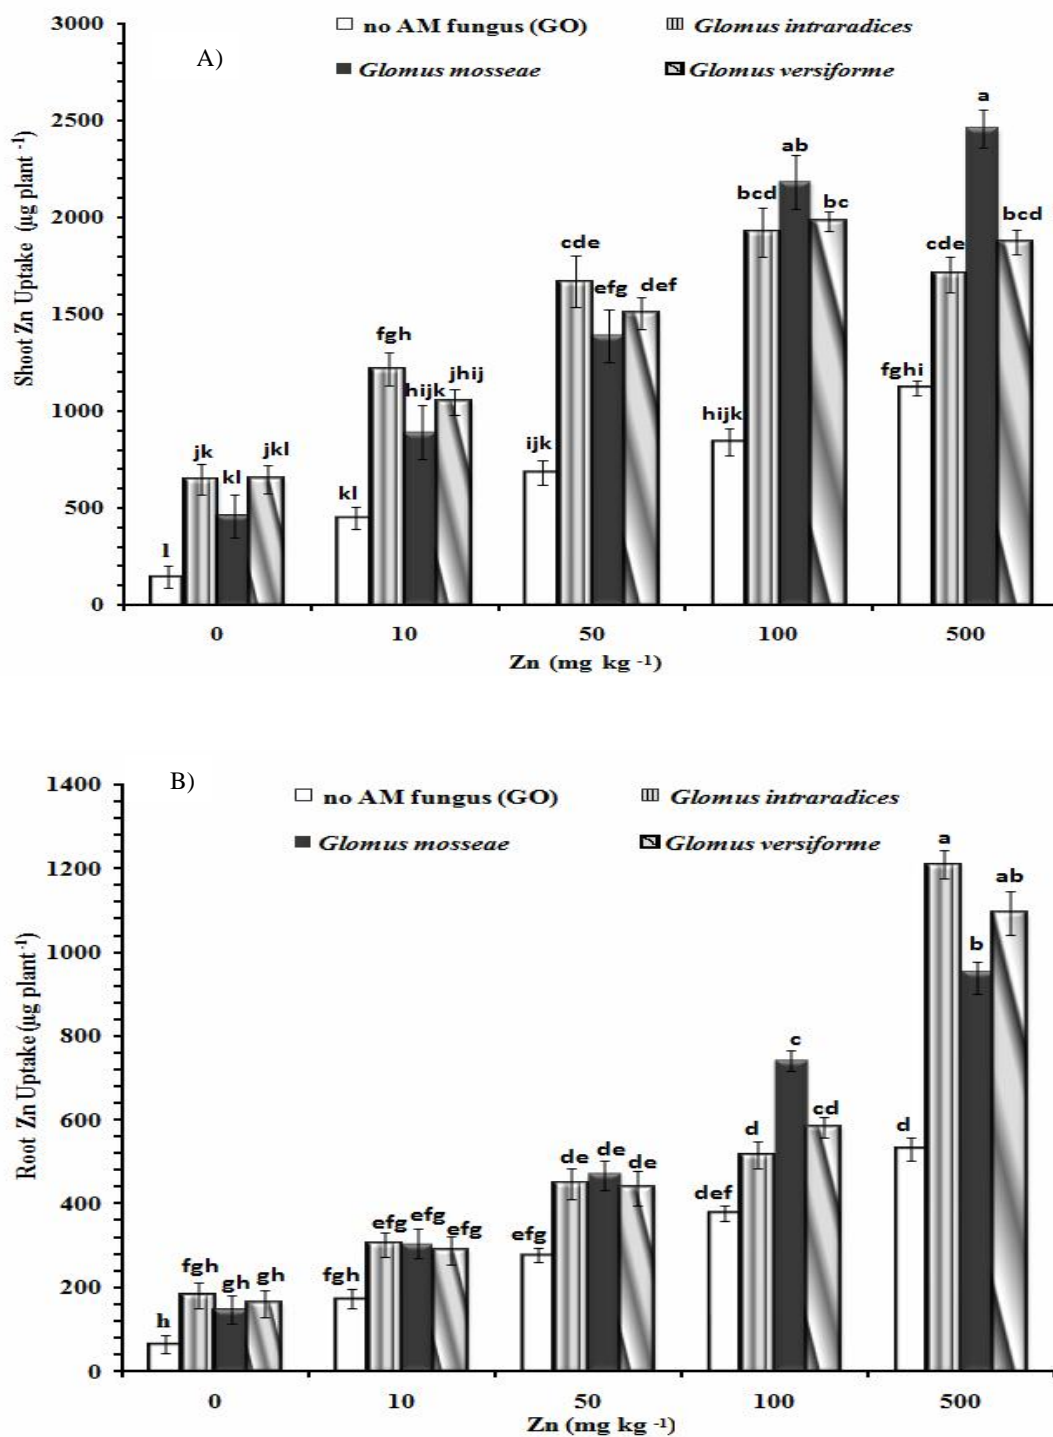 3000
no AM fungus (GO) Glomus intraradices
A)
Glomus mosseae Glomus versiforme
2500
a
ab
bcd bc bcd
2000
cde cde
efg def
1500
fgh
jhij fghi
hijk hijk
1000
jk jkl ijk
kl kl
500
l
0
0 10 50 100 500
Zn (mg kg -1)
Shoot Zn Uptake (µg plant -1)
1400
B)
no AM fungus (GO) Glomus intraradices
Glomus mosseae Glomus versiforme
1200
a
ab
1000
b
800
c
600
cd
d d
de de de
400
def
efg efg efg efg
200
fgh gh gh fgh
h
0
0 10 50 100 500
Zn (mg kg -1)
Root Zn Uptake (µg plant -1)